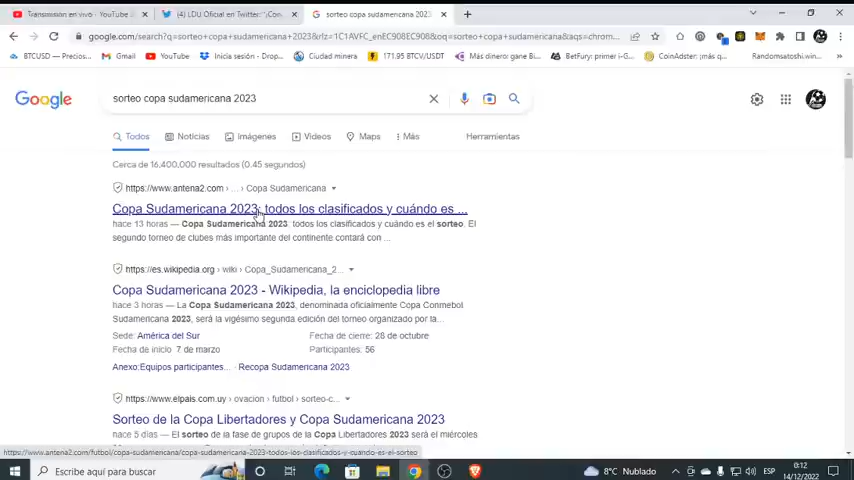 Transmisión en vivo - YouTube S
(4) LDU Oficial en Twitter: "¡Con
sorteo copa sudamericana 2023 -
google.com/search?q=sorteo+copa+sudamericana+2023&rlz=1C1AVFC_enEC908EC908&oq=sorteo+copa+sudamericana+2023&aqs=chrom...
BTCUSD — Precios...
Gmail
YouTube
Inicia sesión - Drop...
Ciudad minera
171.95 BTCV/USDT
Más dinero: gane Bi...
BetFury: premier i-G...
CoinAdster: ¡más q...
Randomsatoshi.win
Google
sorteo copa sudamericana 2023
Todos
Noticias
Imágenes
Videos
Maps
Más
Herramientas
Cerca de 16,400,000 resultados (0.45 segundos)
https://www.antena2.com › ... › Copa Sudamericana
Copa Sudamericana 2023: todos los clasificados y cuándo es ...
hace 13 horas — Copa Sudamericana 2023: todos los clasificados y cuándo es el sorteo. El
segundo torneo de clubes más importante del continente contará con ...
https://es.wikipedia.org › wiki › Copa_Sudamericana_2...
Copa Sudamericana 2023 - Wikipedia, la enciclopedia libre
hace 3 horas — La Copa Sudamericana 2023, denominada oficialmente Copa Conmebol
Sudamericana 2023, será la vigésimo segunda edición del torneo organizado por la...
Sede: América del Sur
Fecha de cierre: 28 de octubre
Fecha de inicio 7 de marzo
Participantes: 56
Anexo:Equipos participantes... · Recopa Sudamericana 2023
https://www.elpais.com.uy › ovacion › futbol › sorteo-c...
Sorteo de la Copa Libertadores y Copa Sudamericana 2023
hace 5 días — El sorteo de la fase de grupos de la Copa Libertadores 2023 será el miércoles
https://www.antena2.com/futbol/copa-sudamericana/copa-sudamericana-2023-todos-los-clasificados-y-cuando-es-el-sorteo
Escribe aquí para buscar
8°C Nublado
ESP
0:12
14/12/2022